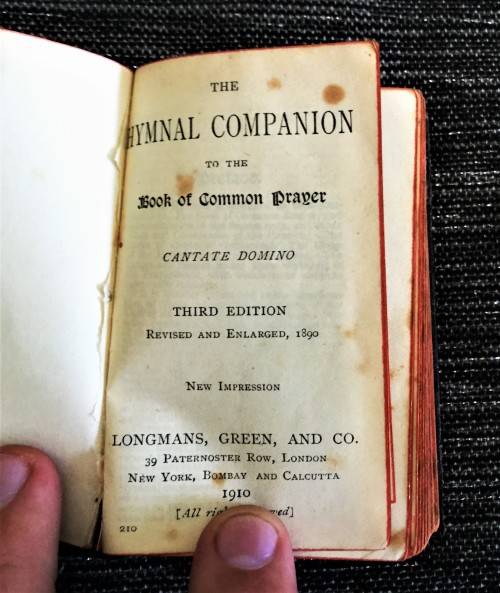 THE
HYMNAL COMPANION
TO THE
Book of Common Prayer
CANTATE DOMINO
THIRD EDITION
REVISED AND ENLARGED, 1890
NEW IMPRESSION
LONGMANS, GREEN, AND CO.
39 PATERNOSTER ROW, LONDON
NEW YORK, BOMBAY AND CALCUTTA
1910
[All
210